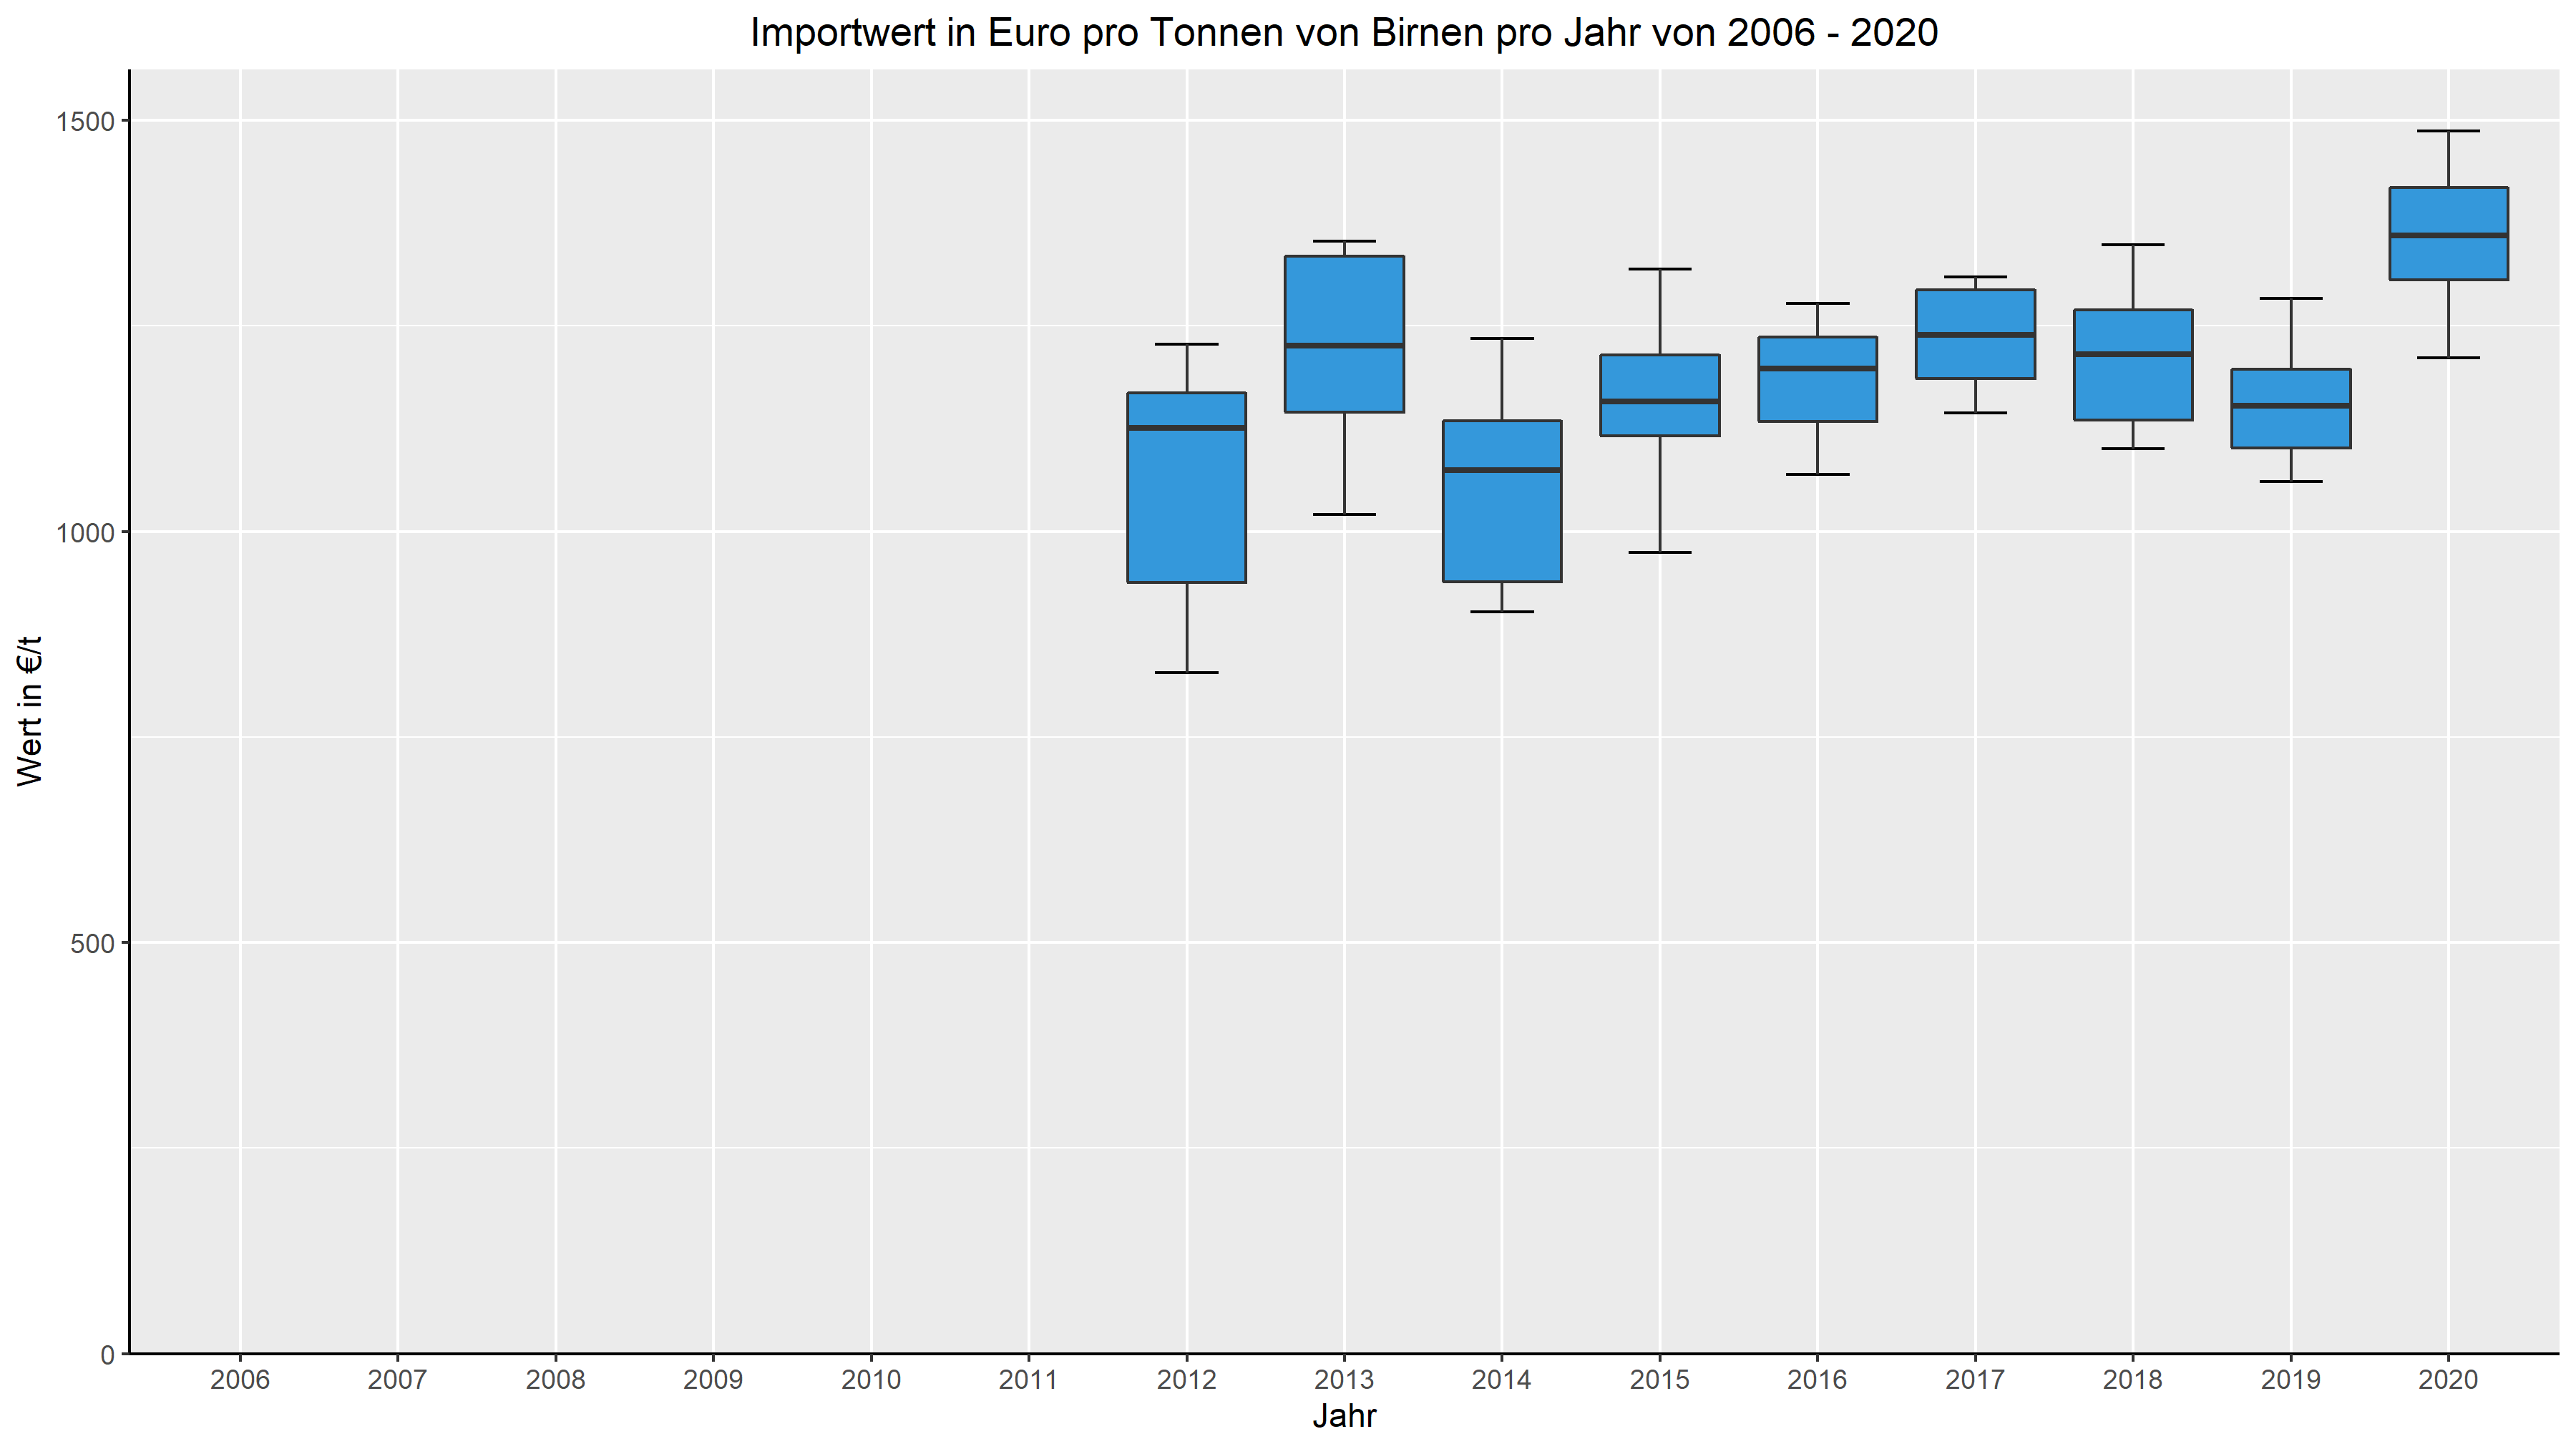 Importwert in Euro pro Tonnen von Birnen pro Jahr von 2006 - 2020
Wert in €/t
1500
1000
500
0
2006 2007 2008 2009 2010 2011 2012 2013 2014 2015 2016 2017 2018 2019 2020
Jahr